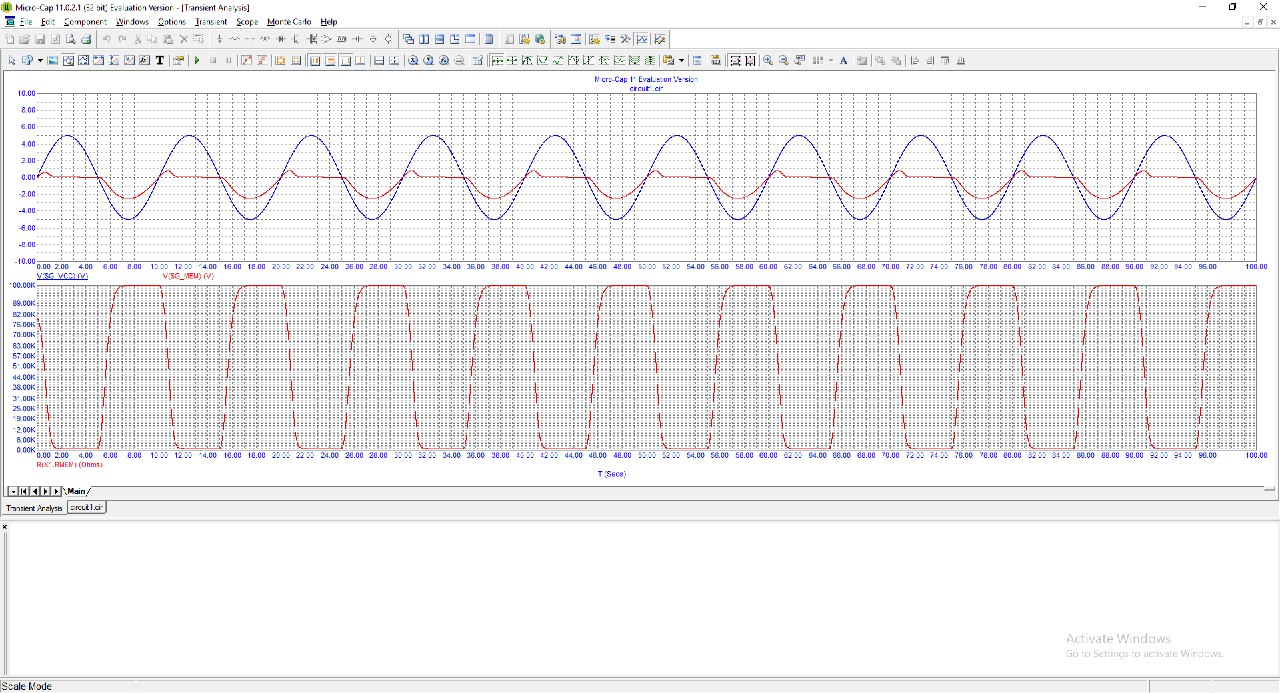 Micro-Cap 11.0.2.1 (32 bit) Evaluation Version - [Transient Analysis]
File Edit Component Windows Options Transient Scope Monte Carlo Help
Micro-Cap 11 Evaluation Version
circuit1.cir
10.00
8.00
6.00
4.00
2.00
0.00
-2.00
-4.00
-6.00
-8.00
-10.00
0.00 2.00 4.00 6.00 8.00 10.00 12.00 14.00 16.00 18.00 20.00 22.00 24.00 26.00 28.00 30.00 32.00 34.00 36.00 38.00 40.00 42.00 44.00 46.00 48.00 50.00 52.00 54.00 56.00 58.00 60.00 62.00 64.00 66.00 68.00 70.00 72.00 74.00 76.00 78.00 80.00 82.00 84.00 86.00 88.00 90.00 92.00 94.00 96.00 100.00
V($G_VCC) (V) V($G_MEM) (V)
100.00K
89.00K
82.00K
75.00K
70.00K
63.00K
57.00K
51.00K
44.00K
38.00K
31.00K
25.00K
19.00K
12.00K
6.00K
0.00K
0.00 2.00 4.00 6.00 8.00 10.00 12.00 14.00 16.00 18.00 20.00 22.00 24.00 26.00 28.00 30.00 32.00 34.00 36.00 38.00 40.00 42.00 44.00 46.00 48.00 50.00 52.00 54.00 56.00 58.00 60.00 62.00 64.00 66.00 68.00 70.00 72.00 74.00 76.00 78.00 80.00 82.00 84.00 86.00 88.00 90.00 92.00 94.00 96.00 100.00
R(X1.RMEM) (Ohms)
T (Secs)
Main
Transient Analysis circuit1.cir
Activate Windows
Go to Settings to activate Windows.
Scale Mode